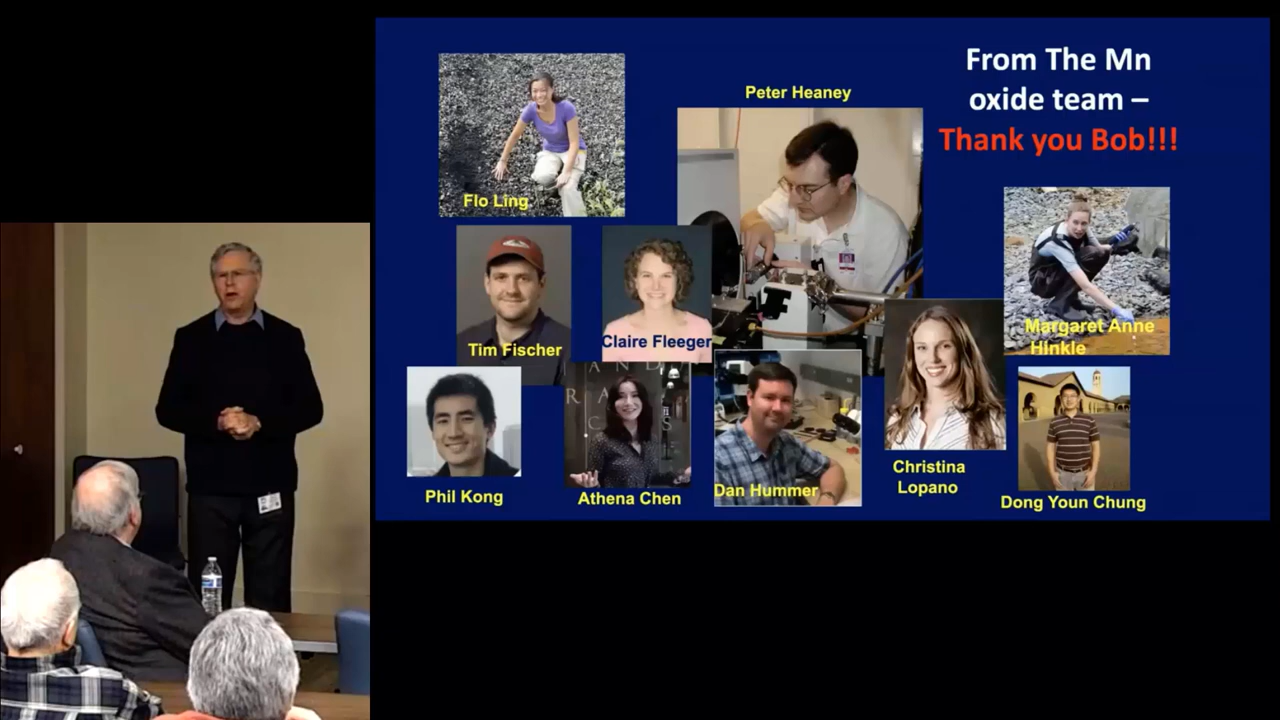 From The Mn
oxide team –
Thank you Bob!!!
Peter Heaney
Flo Ling
Margaret Anne
Hinkle
Tim Fischer
Claire Fleeger
Phil Kong
Athena Chen
Dan Hummer
Christina
Lopano
Dong Youn Chung